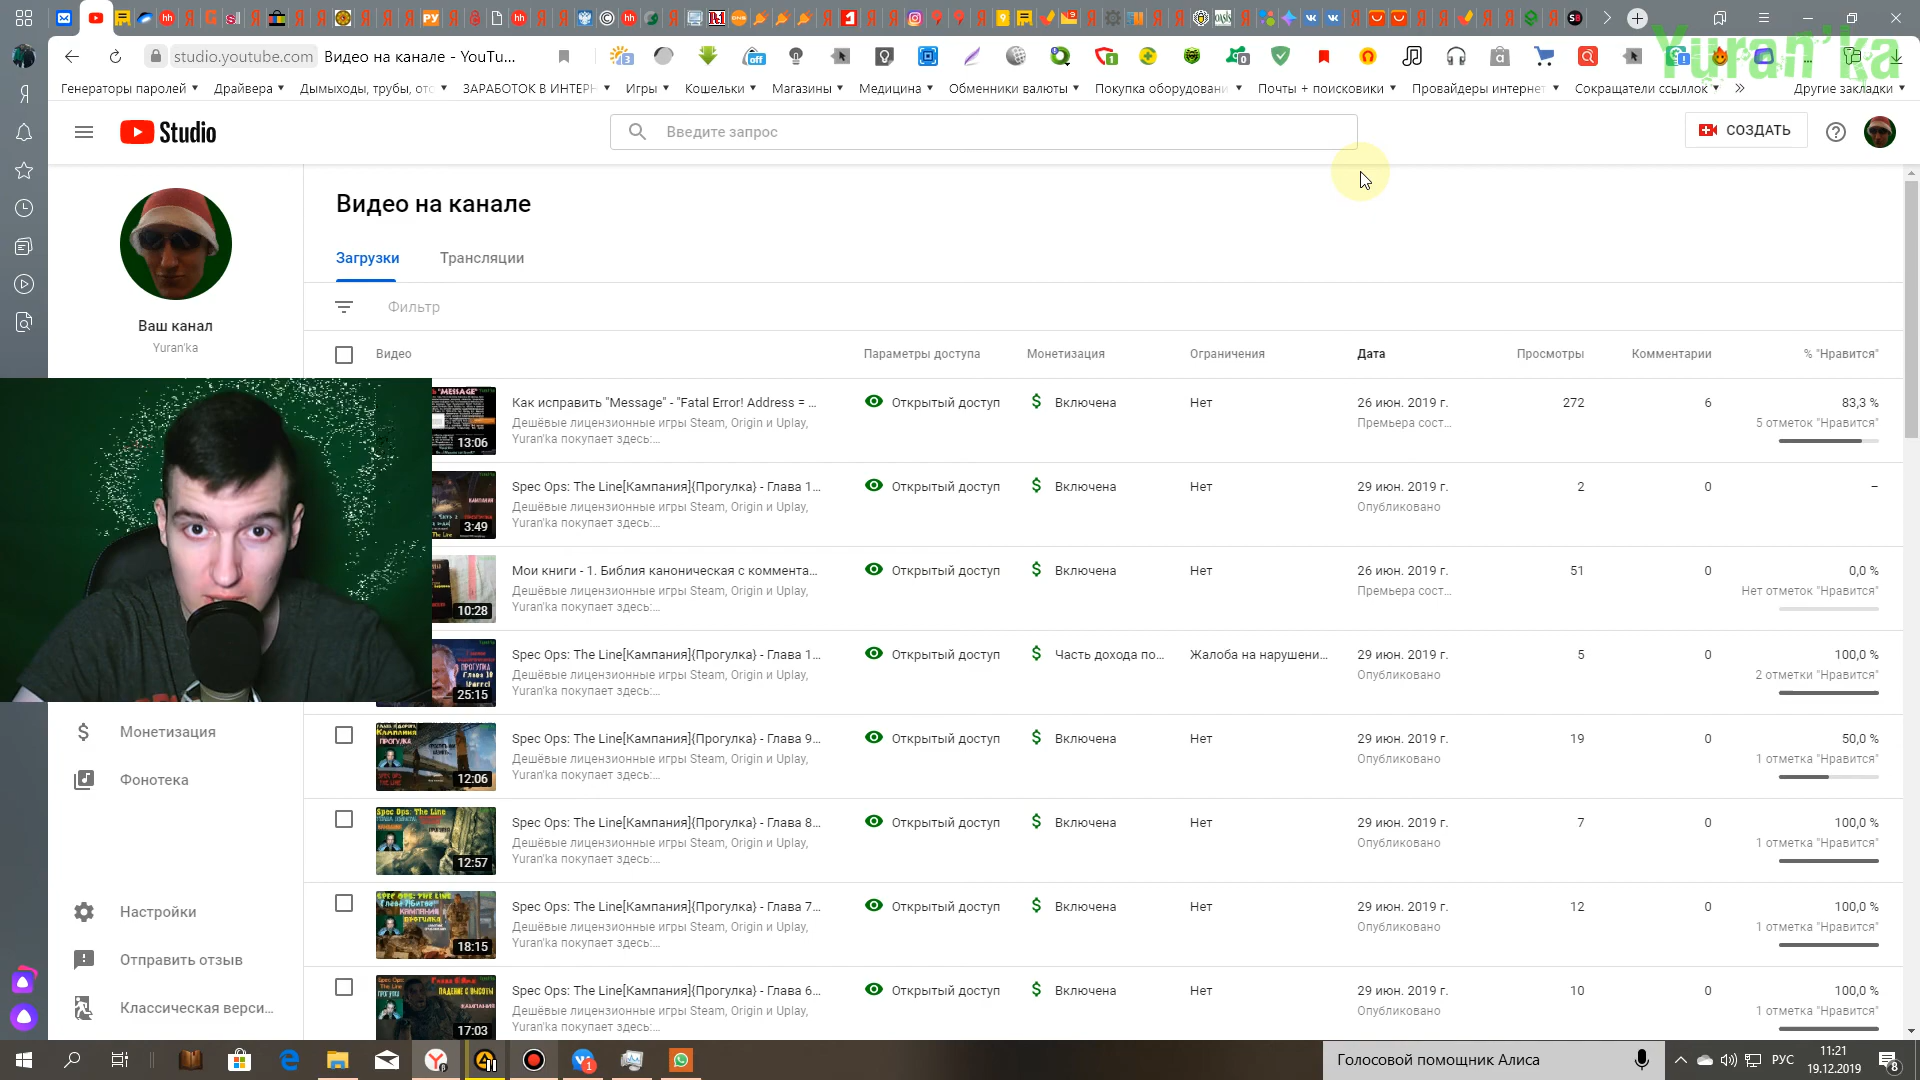 studio.youtube.com Видео на канале - YouTu...
Yuran'ka
Генераторы паролей
Драйвера
Дымыходы, трубы, от
ЗАРАБОТОК В ИНТЕРН
Игры
Кошельки
Магазины
Медицина
Обменники валюты
Покупка оборудовани
Почты + поисковики
Провайдеры интернет
Сокращатели ссылок
Другие закладки
Studio
Введите запрос
СОЗДАТЬ
Ваш канал
Yuran'ka
Видео на канале
Загрузки Трансляции
Фильтр
Видео Параметры доступа Монетизация Ограничения Дата Просмотры Комментарии % "Нравится"
"MESSAGE"
13:06
Как исправить "Message" - "Fatal Error! Address = ...
Дешёвые лицензионные игры Steam, Origin и Uplay,
Yuran'ka покупает здесь:...
Открытый доступ Включена Нет 26 июн. 2019 г. 272 6 83,3 %
Премьера сост... 5 отметок "Нравится"
3:49
Spec Ops: The Line[Кампания]{Прогулка} - Глава 1...
Дешёвые лицензионные игры Steam, Origin и Uplay,
Yuran'ka покупает здесь:...
Открытый доступ Включена Нет 29 июн. 2019 г. 2 0 –
Опубликовано
10:28
Мои книги - 1. Библия каноническая с коммента...
Дешёвые лицензионные игры Steam, Origin и Uplay,
Yuran'ka покупает здесь:...
Открытый доступ Включена Нет 26 июн. 2019 г. 51 0 0,0 %
Премьера сост... Нет отметок "Нравится"
25:15
Spec Ops: The Line[Кампания]{Прогулка} - Глава 1...
Дешёвые лицензионные игры Steam, Origin и Uplay,
Yuran'ka покупает здесь:...
Открытый доступ Часть дохода по... Жалоба на нарушени... 29 июн. 2019 г. 5 0 100,0 %
Опубликовано 2 отметки "Нравится"
12:06
Spec Ops: The Line[Кампания]{Прогулка} - Глава 9...
Дешёвые лицензионные игры Steam, Origin и Uplay,
Yuran'ka покупает здесь:...
Открытый доступ Включена Нет 29 июн. 2019 г. 19 0 50,0 %
Опубликовано 1 отметка "Нравится"
12:57
Spec Ops: The Line[Кампания]{Прогулка} - Глава 8...
Дешёвые лицензионные игры Steam, Origin и Uplay,
Yuran'ka покупает здесь:...
Открытый доступ Включена Нет 29 июн. 2019 г. 7 0 100,0 %
Опубликовано 1 отметка "Нравится"
18:15
Spec Ops: The Line[Кампания]{Прогулка} - Глава 7...
Дешёвые лицензионные игры Steam, Origin и Uplay,
Yuran'ka покупает здесь:...
Открытый доступ Включена Нет 29 июн. 2019 г. 12 0 100,0 %
Опубликовано 1 отметка "Нравится"
17:03
Spec Ops: The Line[Кампания]{Прогулка} - Глава 6...
Дешёвые лицензионные игры Steam, Origin и Uplay,
Yuran'ka покупает здесь:...
Открытый доступ Включена Нет 29 июн. 2019 г. 10 0 100,0 %
Опубликовано 1 отметка "Нравится"
Монетизация
Фонотека
Настройки
Отправить отзыв
Классическая верси...
Голосовой помощник Алиса
РУС
11:21
19.12.2019
8